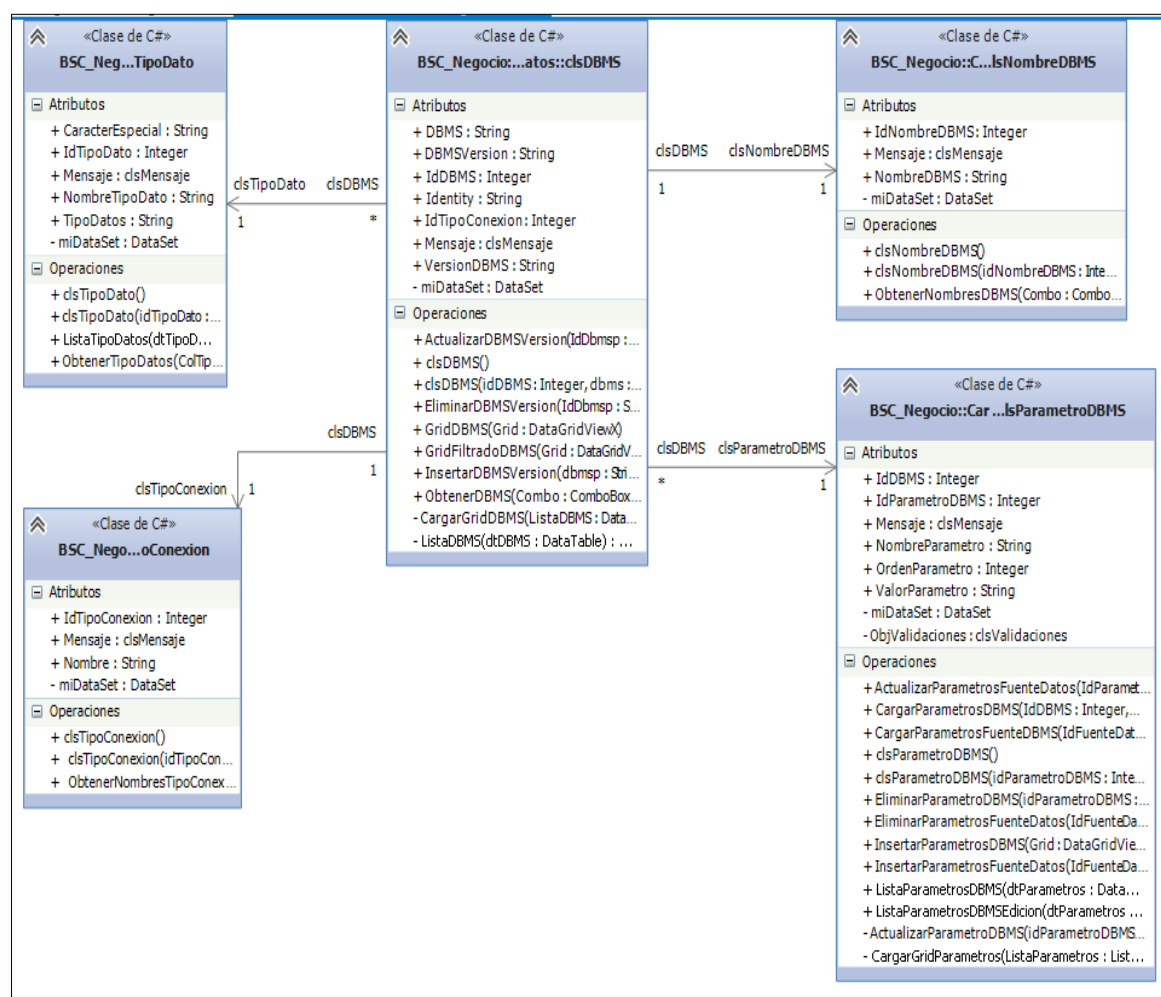 «Clase de C#»
BSC_Neg...TipoDato
Atributos
+ CaracterEspecial : String
+ IdTipoDato : Integer
+ Mensaje : clsMensaje
+ NombreTipoDato : String
+ TipoDatos : String
- miDataSet : DataSet
Operaciones
+ clsTipoDato()
+ clsTipoDato(idTipoDato :...
+ ListaTipoDatos(dtTipoD...
+ ObtenerTipoDatos(ColTip...
clsTipoDato clsDBMS
1 *
«Clase de C#»
BSC_Negocio:...atos::clsDBMS
Atributos
+ DBMS : String
+ DBMSVersion : String
+ IdDBMS : Integer
+ Identity : String
+ IdTipoConexion: Integer
+ Mensaje : clsMensaje
+ VersionDBMS : String
- miDataSet : DataSet
Operaciones
+ ActualizarDBMSVersion(IdDbmsp :...
+ clsDBMS()
+ clsDBMS(idDBMS: Integer, dbms :...
+ EliminarDBMSVersion(IdDbmsp : S...
+ GridDBMS(Grid : DataGridViewX)
+ GridFiltradoDBMS(Grid : DataGridV...
+ InsertarDBMSVersion(dbmsp : Stri...
+ ObtenerDBMS(Combo : ComboBox...
- CargarGridDBMS(ListaDBMS : Data...
- ListaDBMS(dtDBMS : DataTable) : ...
clsDBMS clsNombreDBMS
1 1
«Clase de C#»
BSC_Negocio::C...lsNombreDBMS
Atributos
+ IdNombreDBMS: Integer
+ Mensaje : clsMensaje
+ NombreDBMS : String
- miDataSet : DataSet
Operaciones
+ clsNombreDBMS()
+ clsNombreDBMS(idNombreDBMS : Inte...
+ ObtenerNombresDBMS(Combo : Combo...
clsDBMS
1
clsTipoConexion 1
«Clase de C#»
BSC_Nego...oConexion
Atributos
+ IdTipoConexion : Integer
+ Mensaje : clsMensaje
+ Nombre : String
- miDataSet : DataSet
Operaciones
+ clsTipoConexion()
+ clsTipoConexion(idTipoCon...
+ ObtenerNombresTipoConex...
clsDBMS clsParametroDBMS
* 1
«Clase de C#»
BSC_Negocio::Car ...lsParametroDBMS
Atributos
+ IdDBMS : Integer
+ IdParametroDBMS : Integer
+ Mensaje : clsMensaje
+ NombreParametro : String
+ OrdenParametro : Integer
+ ValorParametro : String
- miDataSet : DataSet
- ObjValidaciones : clsValidaciones
Operaciones
+ ActualizarParametrosFuenteDatos(IdParamet...
+ CargarParametrosDBMS(IdDBMS : Integer,...
+ CargarParametrosFuenteDBMS(IdFuenteDat...
+ clsParametroDBMS()
+ clsParametroDBMS(idParametroDBMS : Inte...
+ EliminarParametroDBMS(idParametroDBMS :...
+ EliminarParametrosFuenteDatos(IdFuenteDa...
+ InsertarParametrosDBMS(Grid : DataGridVie...
+ InsertarParametrosFuenteDatos(IdFuenteDa...
+ ListaParametrosDBMS(dtParametros : Data...
+ ListaParametrosDBMSEdicion(dtParametros ...
- ActualizarParametroDBMS(idParametroDBMS...
- CargarGridParametros(ListaParametros : List...